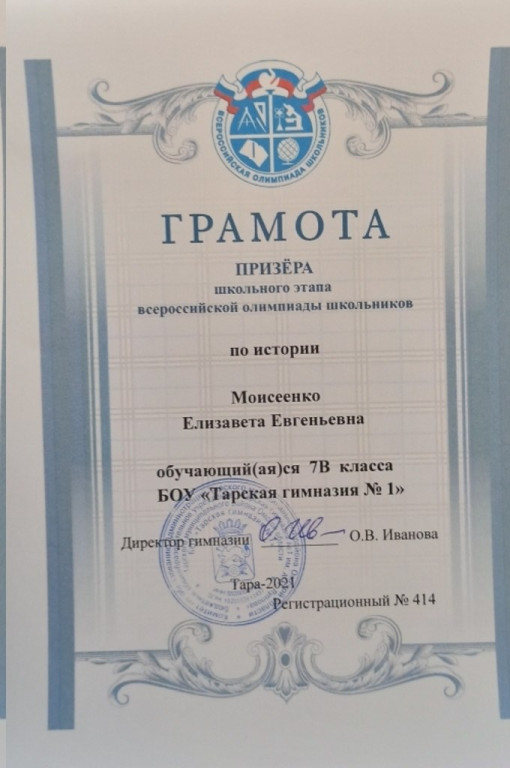 ВСЕРОССИЙСКАЯ ОЛИМПИАДА ШКОЛЬНИКОВ
ГРАМОТА
ПРИЗЁРА
школьного этапа
всероссийской олимпиады школьников
по истории
Моисеенко
Елизавета Евгеньевна
обучающий(ая)ся 7В класса
БОУ «Тарская гимназия № 1»
Директор гимназии О.В. Иванова
Тара-2021
Регистрационный № 414